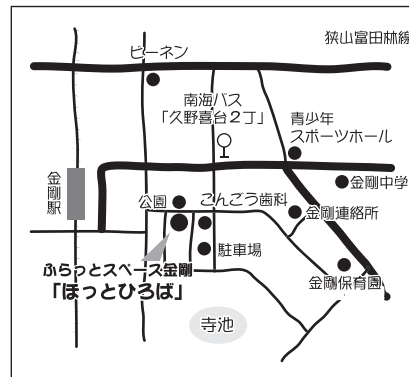 狭山富田林線
ピーネン
南海バス
「久野喜台2丁」
青少年
スポーツホール
金剛駅
金剛中学
公園
こんごう歯科
金剛連絡所
駐車場
ふらっとスペース金剛
「ほっとひろば」
金剛保育園
寺池